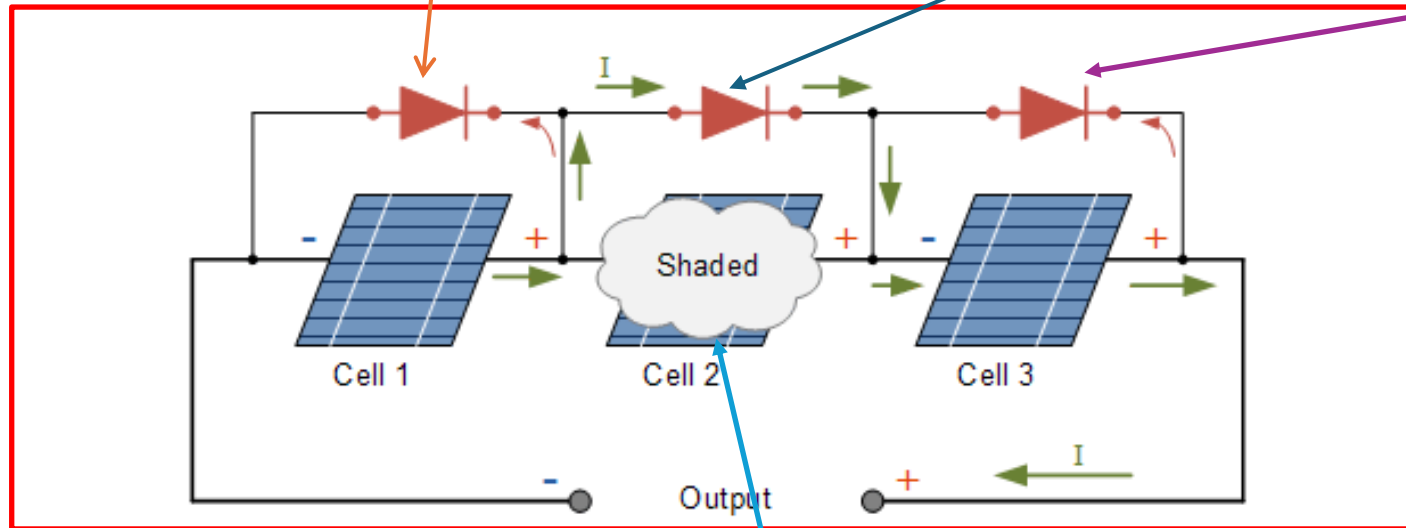 I
- +
Shaded
+ -
+
Cell 1
Cell 2
Cell 3
I
-
Output
+